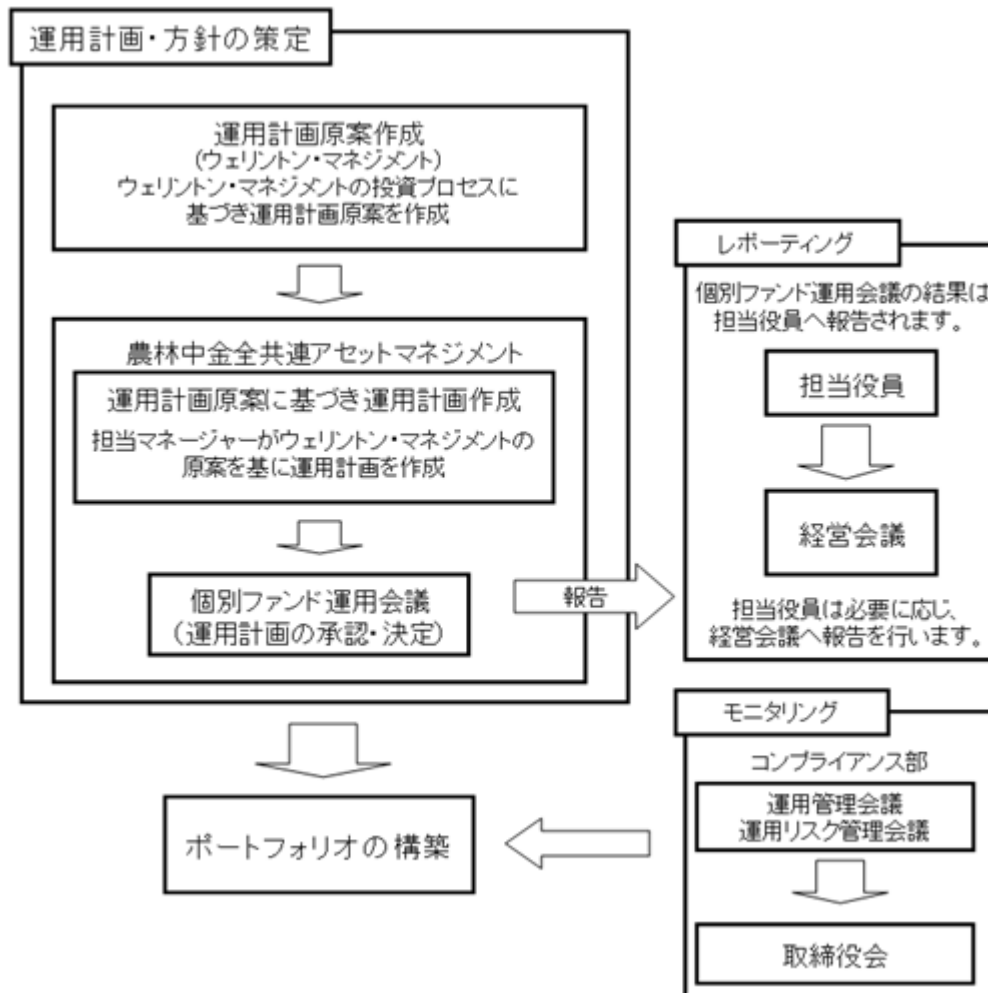 運用計画・方針の策定
運用計画原案作成
(ウェリントン・マネジメント)
ウェリントン・マネジメントの投資プロセスに
基づき運用計画原案を作成
農林中金全共連アセットマネジメント
運用計画原案に基づき運用計画作成
担当マネージャーがウェリントン・マネジメントの
原案を基に運用計画を作成
個別ファンド運用会議
(運用計画の承認・決定)
報告
レポーティング
個別ファンド運用会議の結果は
担当役員へ報告されます。
担当役員
経営会議
担当役員は必要に応じ、
経営会議へ報告を行います。
ポートフォリオの構築
モニタリング
コンプライアンス部
運用管理会議
運用リスク管理会議
取締役会